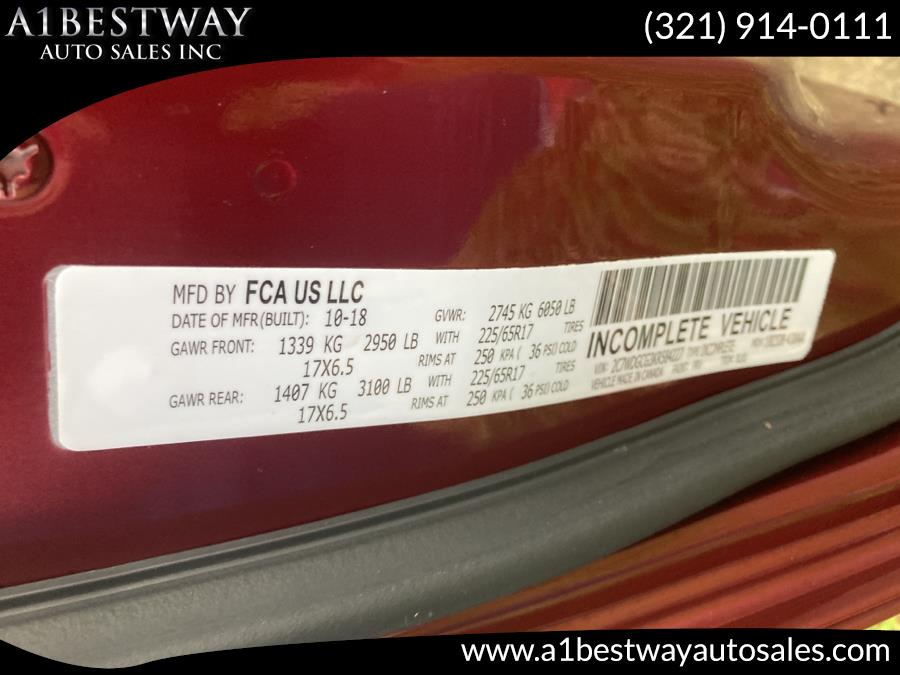 A1BESTWAY
AUTO SALES INC
(321) 914-0111
MFD BY FCA US LLC
DATE OF MFR(BUILT): 10-18 GVWR: 2745 KG 6050 LB
GAWR FRONT: 1339 KG 2950 LB WITH 225/65R17 TIRES
17X6.5 RIMS AT 250 KPA ( 36 PSI) COLD
GAWR REAR: 1407 KG 3100 LB WITH 225/65R17 TIRES
17X6.5 RIMS AT 250 KPA ( 36 PSI) COLD
INCOMPLETE VEHICLE
VIN: TYPE: INCOMPLETE
VEHICLE MADE IN CANADA
www.a1bestwayautosales.com